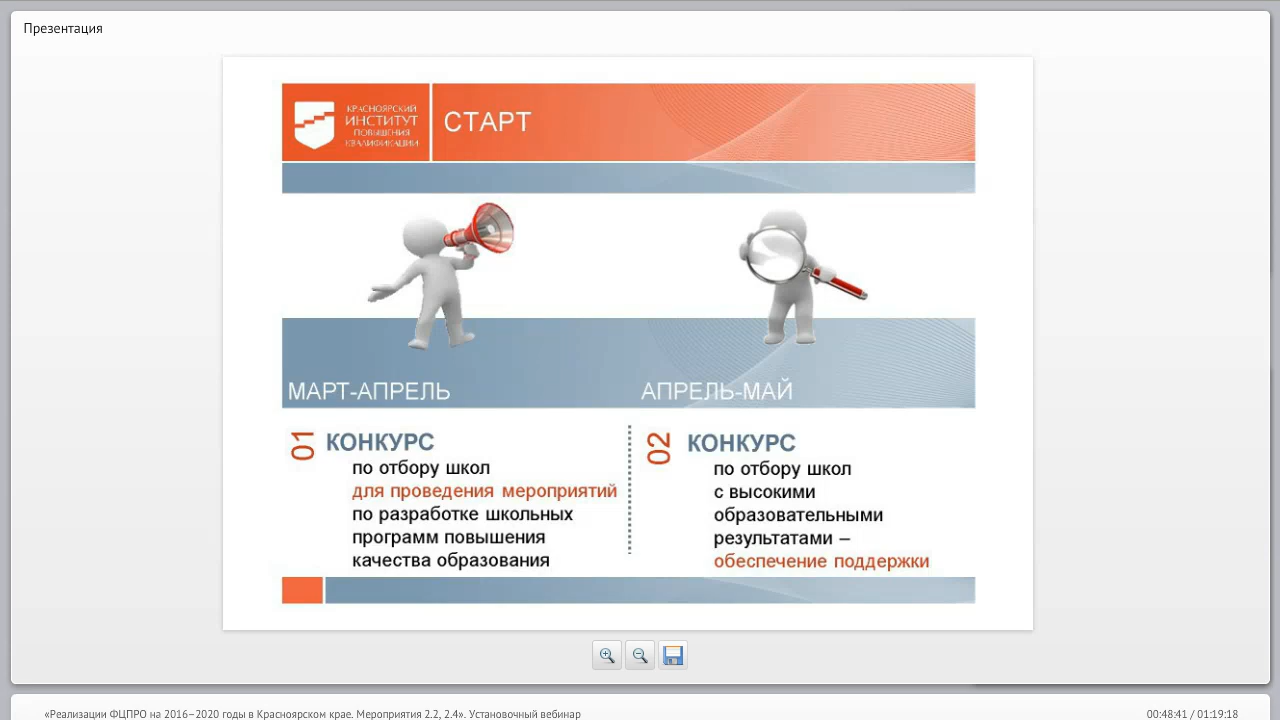 Презентация
КРАСНОЯРСКИЙ
ИНСТИТУТ
ПОВЫШЕНИЯ
КВАЛИФИКАЦИИ
СТАРТ
МАРТ-АПРЕЛЬ
АПРЕЛЬ-МАЙ
01
КОНКУРС
по отбору школ
для проведения мероприятий
по разработке школьных
программ повышения
качества образования
02
КОНКУРС
по отбору школ
с высокими
образовательными
результатами –
обеспечение поддержки
«Реализации ФЦПРО на 2016–2020 годы в Красноярском крае. Мероприятия 2.2, 2.4». Установочный вебинар
00:48:41 / 01:19:18